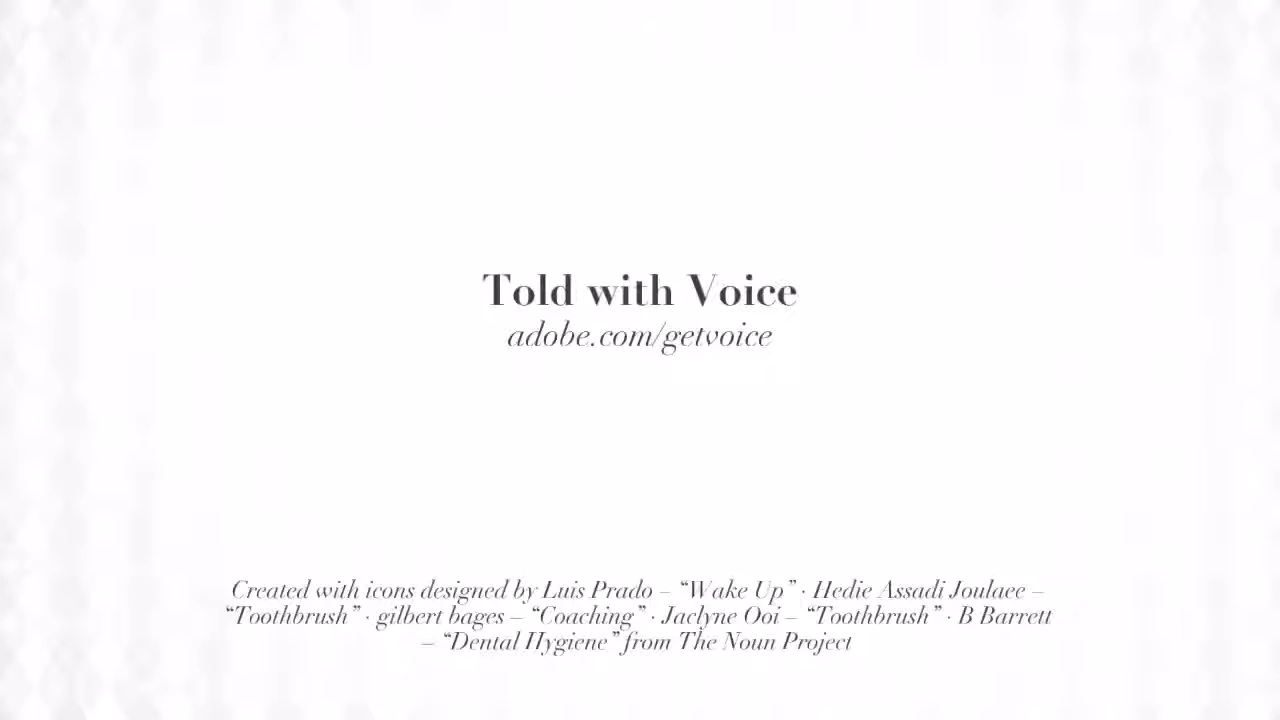 Told with Voice
adobe.com/getvoice
Created with icons designed by Luis Prado – “Wake Up” · Hedie Assadi Joulaee –
“Toothbrush” · gilbert bages – “Coaching” · Jaclyne Ooi – “Toothbrush” · B Barrett
– “Dental Hygiene” from The Noun Project